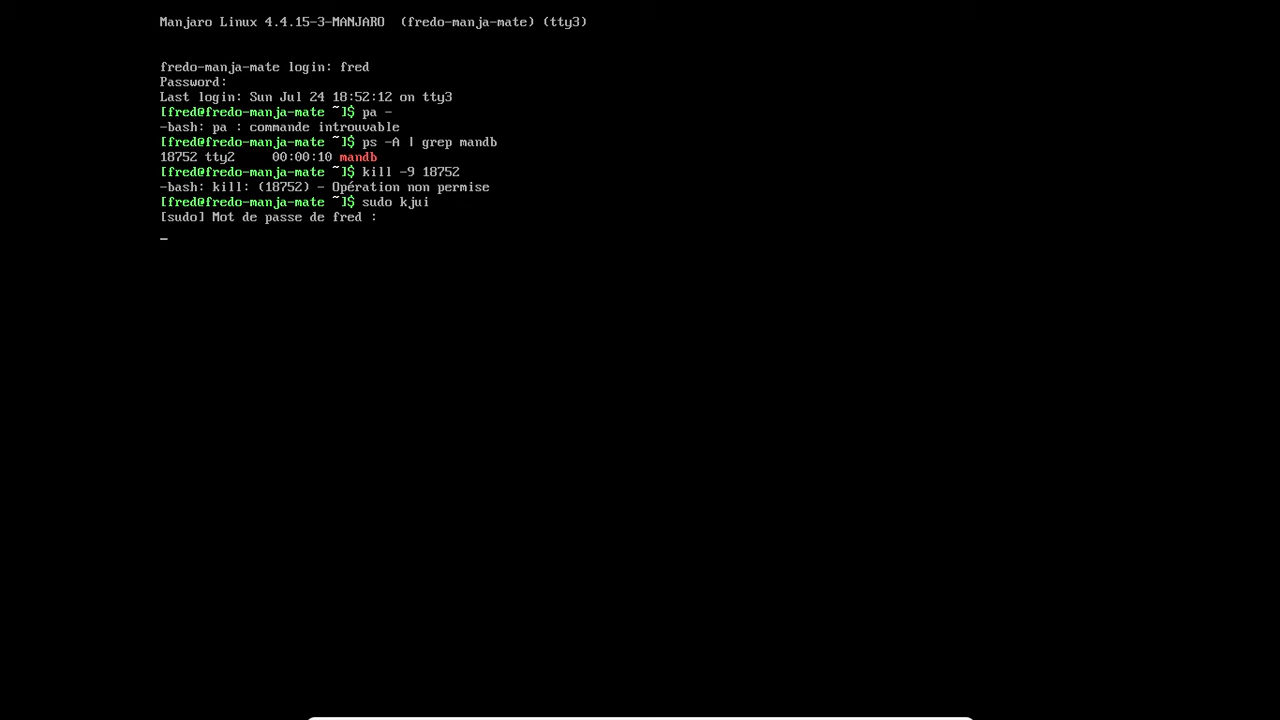 Manjaro Linux 4.4.15-3-MANJARO  (fredo-manja-mate) (tty3)
fredo-manja-mate login: fred
Password:
Last login: Sun Jul 24 18:52:12 on tty3
[fred@fredo-manja-mate ~]$ pa -
-bash: pa : commande introuvable
[fred@fredo-manja-mate ~]$ ps -A | grep mandb
18752 tty2     00:00:10 mandb
[fred@fredo-manja-mate ~]$ kill -9 18752
-bash: kill: (18752) - Opération non permise
[fred@fredo-manja-mate ~]$ sudo kjui
[sudo] Mot de passe de fred :